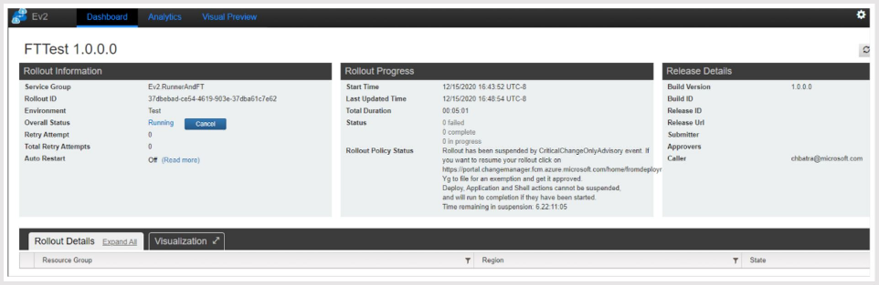 Ev2 Dashboard Analytics Visual Preview
FTTest 1.0.0.0
Rollout Information
Service Group Ev2.RunnerAndFT
Rollout ID 37dbebad-ce54-4619-903e-37dba61c7e62
Environment Test
Overall Status Running Cancel
Retry Attempt 0
Total Retry Attempts 0
Auto Restart Off (Read more)
Rollout Progress
Start Time 12/15/2020 16:43:52 UTC-8
Last Updated Time 12/15/2020 16:48:54 UTC-8
Total Duration 00:05:01
Status 0 failed
0 complete
0 in progress
Rollout Policy Status Rollout has been suspended by CriticalChangeOnlyAdvisory event. If
you want to resume your rollout click on
https://portal.changemanager.fcm.azure.microsoft.com/home/fromdeployr
Yg to file for an exemption and get it approved.
Deploy, Application and Shell actions cannot be suspended,
and will run to completion if they have been started.
Time remaining in suspension: 6.22:11:05
Release Details
Build Version 1.0.0.0
Build ID
Release ID
Release Url
Submitter
Approvers
Caller chbatra@microsoft.com
Rollout Details Expand All Visualization
Resource Group Region State